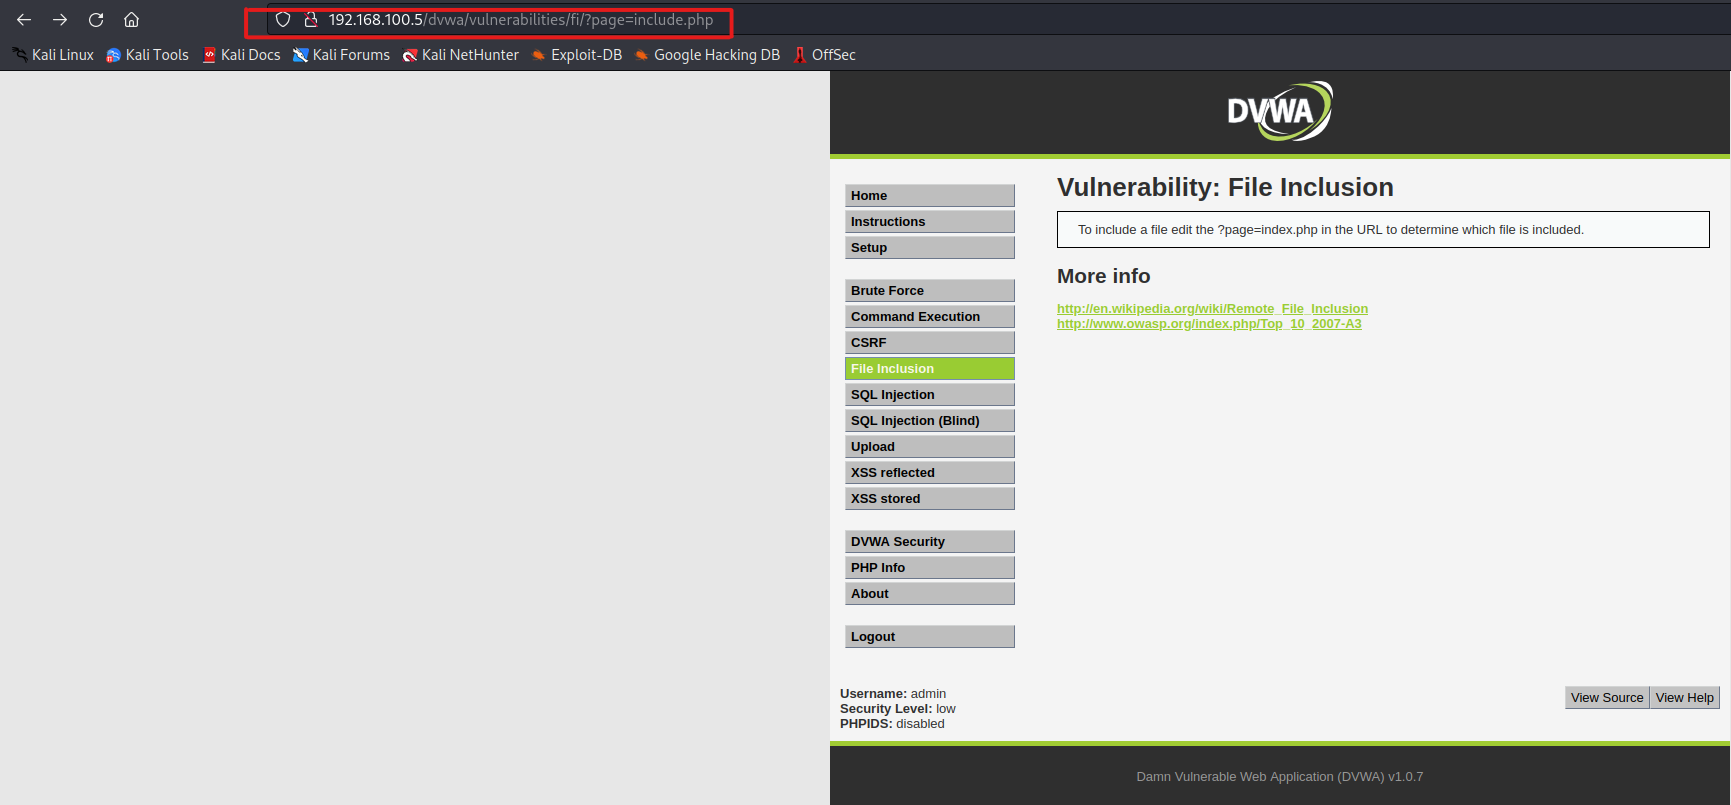 192.168.100.5/dvwa/vulnerabilities/fi/?page=include.php
Kali Linux Kali Tools Kali Docs Kali Forums Kali NetHunter Exploit-DB Google Hacking DB OffSec
DVWA
Home
Instructions
Setup
Brute Force
Command Execution
CSRF
File Inclusion
SQL Injection
SQL Injection (Blind)
Upload
XSS reflected
XSS stored
DVWA Security
PHP Info
About
Logout
Vulnerability: File Inclusion
To include a file edit the ?page=index.php in the URL to determine which file is included.
More info
http://en.wikipedia.org/wiki/Remote_File_Inclusion
http://www.owasp.org/index.php/Top_10_2007-A3
Username: admin
Security Level: low
PHPIDS: disabled
View Source View Help
Damn Vulnerable Web Application (DVWA) v1.0.7